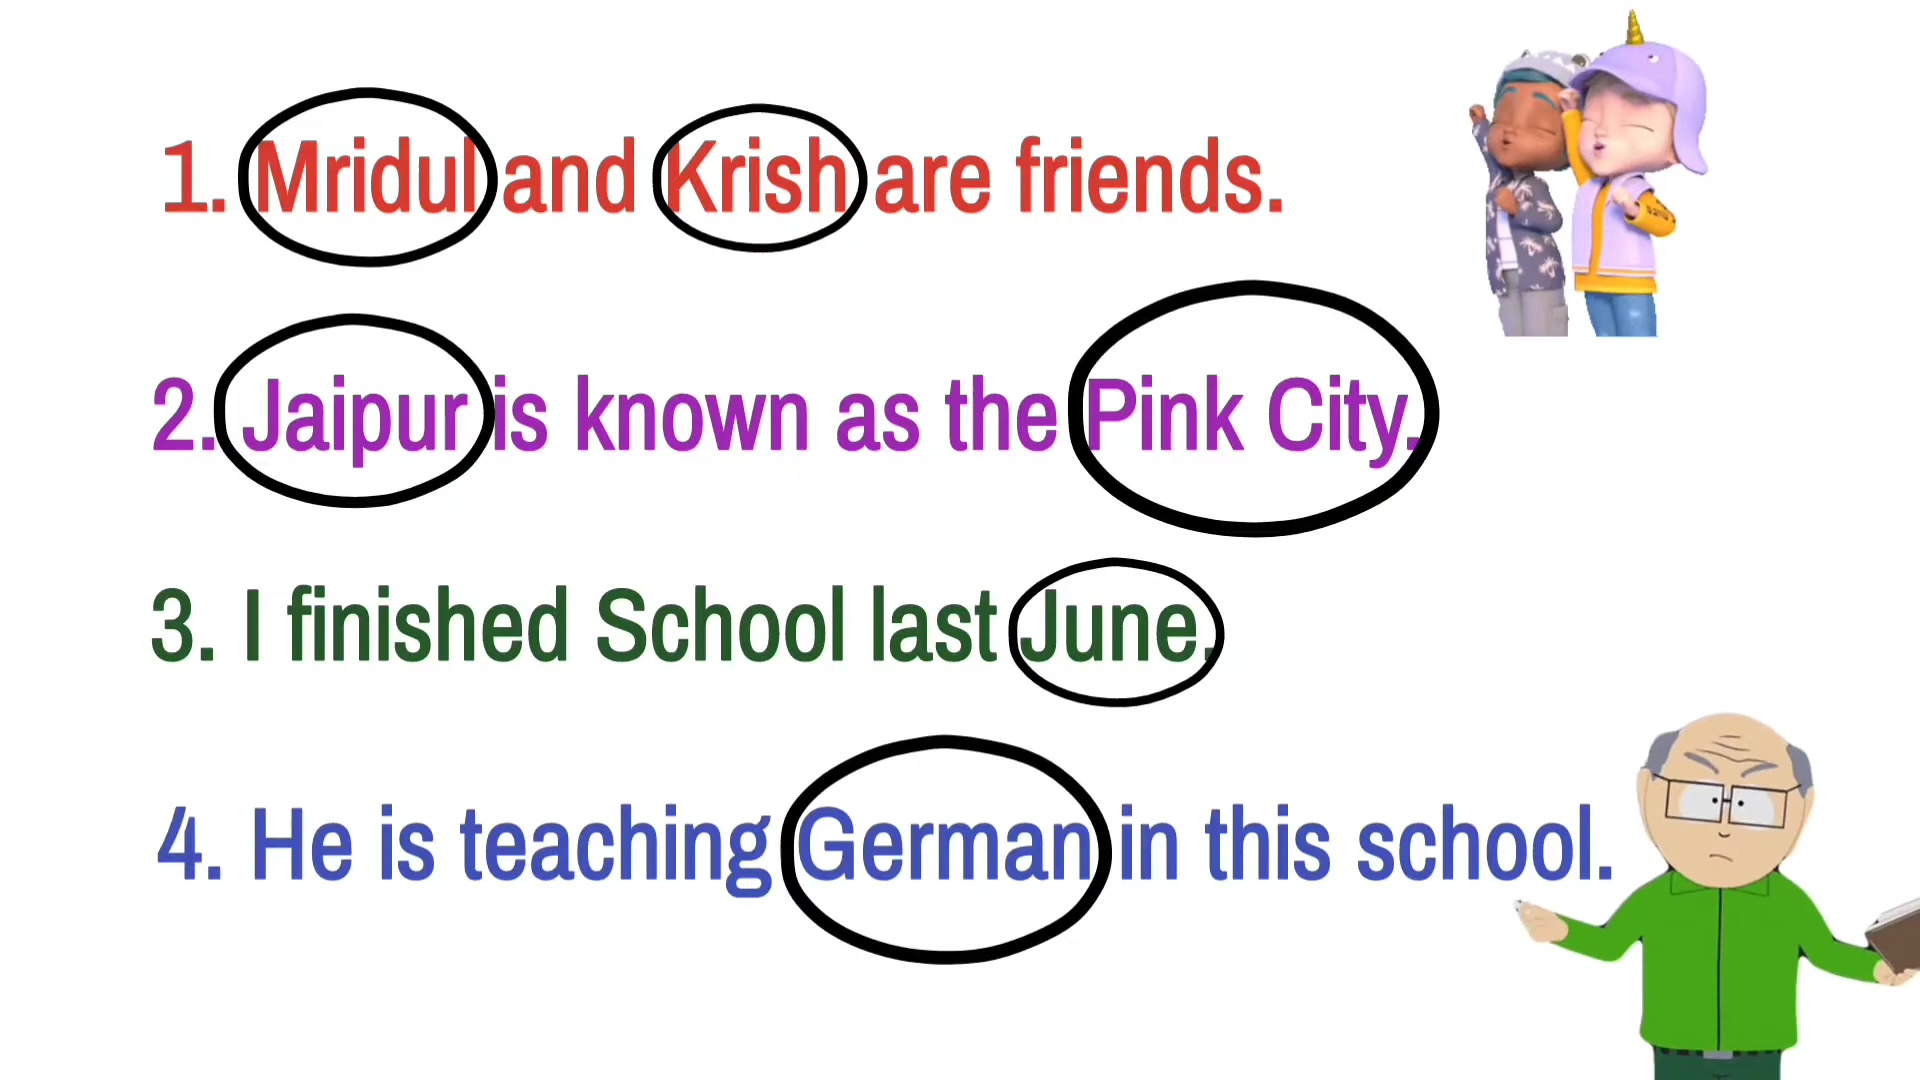 1. Mridul and Krish are friends.
2. Jaipur is known as the Pink City.
3. I finished School last June.
4. He is teaching German in this school.